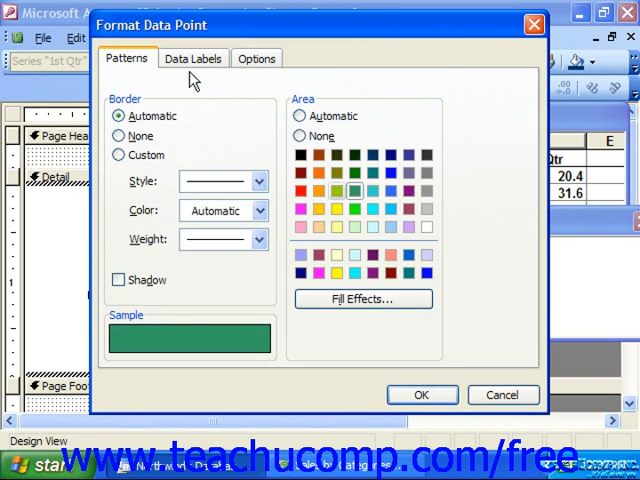 Microsoft A
Format Data Point
File Edit
Series "1st Qtr"
Patterns Data Labels Options
Border
Automatic
None
Custom
Style:
Color: Automatic
Weight:
Shadow
Sample
Area
Automatic
None
Fill Effects...
OK Cancel
Page Hea
Detail
1
Page Foo
Qtr E
20.4
31.6
Design View
www.teachucomp.com/free
start